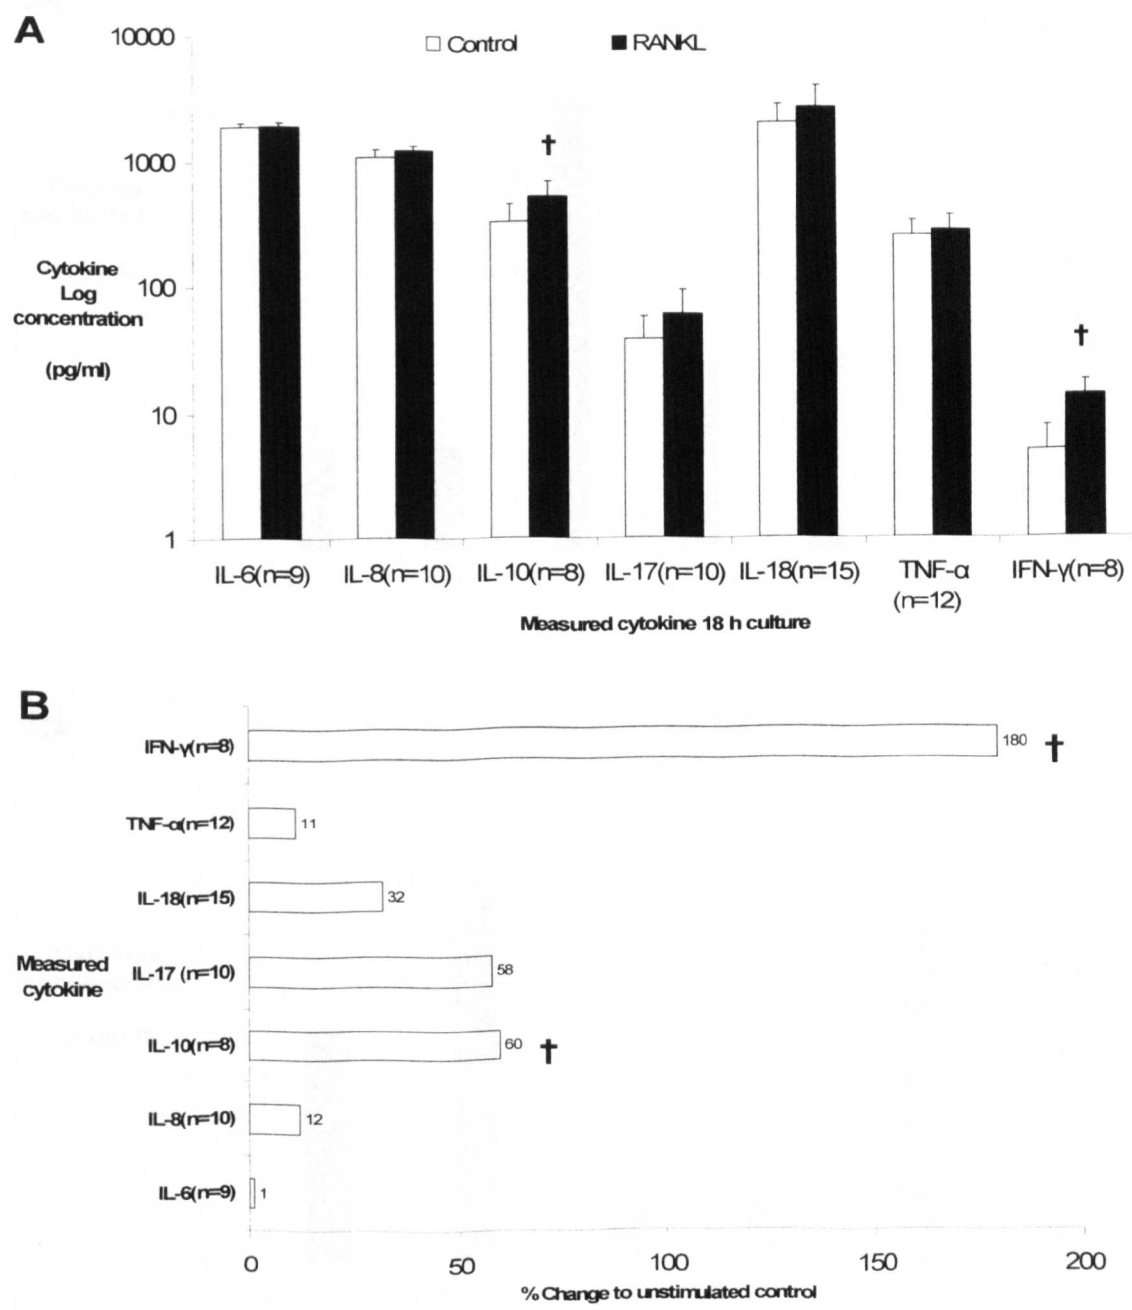 A
10000
Control
RANKL
†
1000
Cytokine
Log
concentration
(pg/ml)
100
†
10
1
IL-6(n=9) IL-8(n=10) IL-10(n=8) IL-17(n=10) IL-18(n=15) TNF-α IFN-γ(n=8)
(n=12)
Measured cytokine 18 h culture
B
IFN-γ(n=8) 180 †
TNF-α(n=12) 11
IL-18(n=15) 32
Measured
cytokine
IL-17 (n=10) 58
IL-10(n=8) 60 †
IL-8(n=10) 12
IL-6(n=9) 1
0 50 100 150 200
% Change to unstimulated control